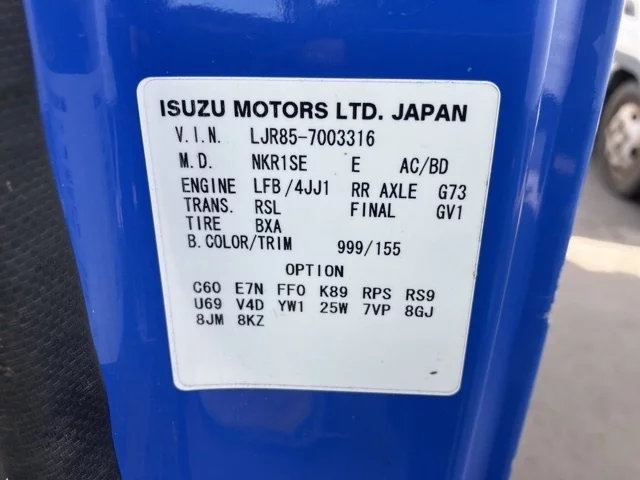 ISUZU MOTORS LTD. JAPAN
V.I.N. LJR85-7003316
M.D. NKR1SE E AC/BD
ENGINE LFB/4JJ1 RR AXLE G73
TRANS. RSL FINAL GV1
TIRE BXA
B.COLOR/TRIM 999/155
OPTION
C60 E7N FF0 K89 RPS RS9
U69 V4D YW1 25W 7VP 8GJ
8JM 8KZ